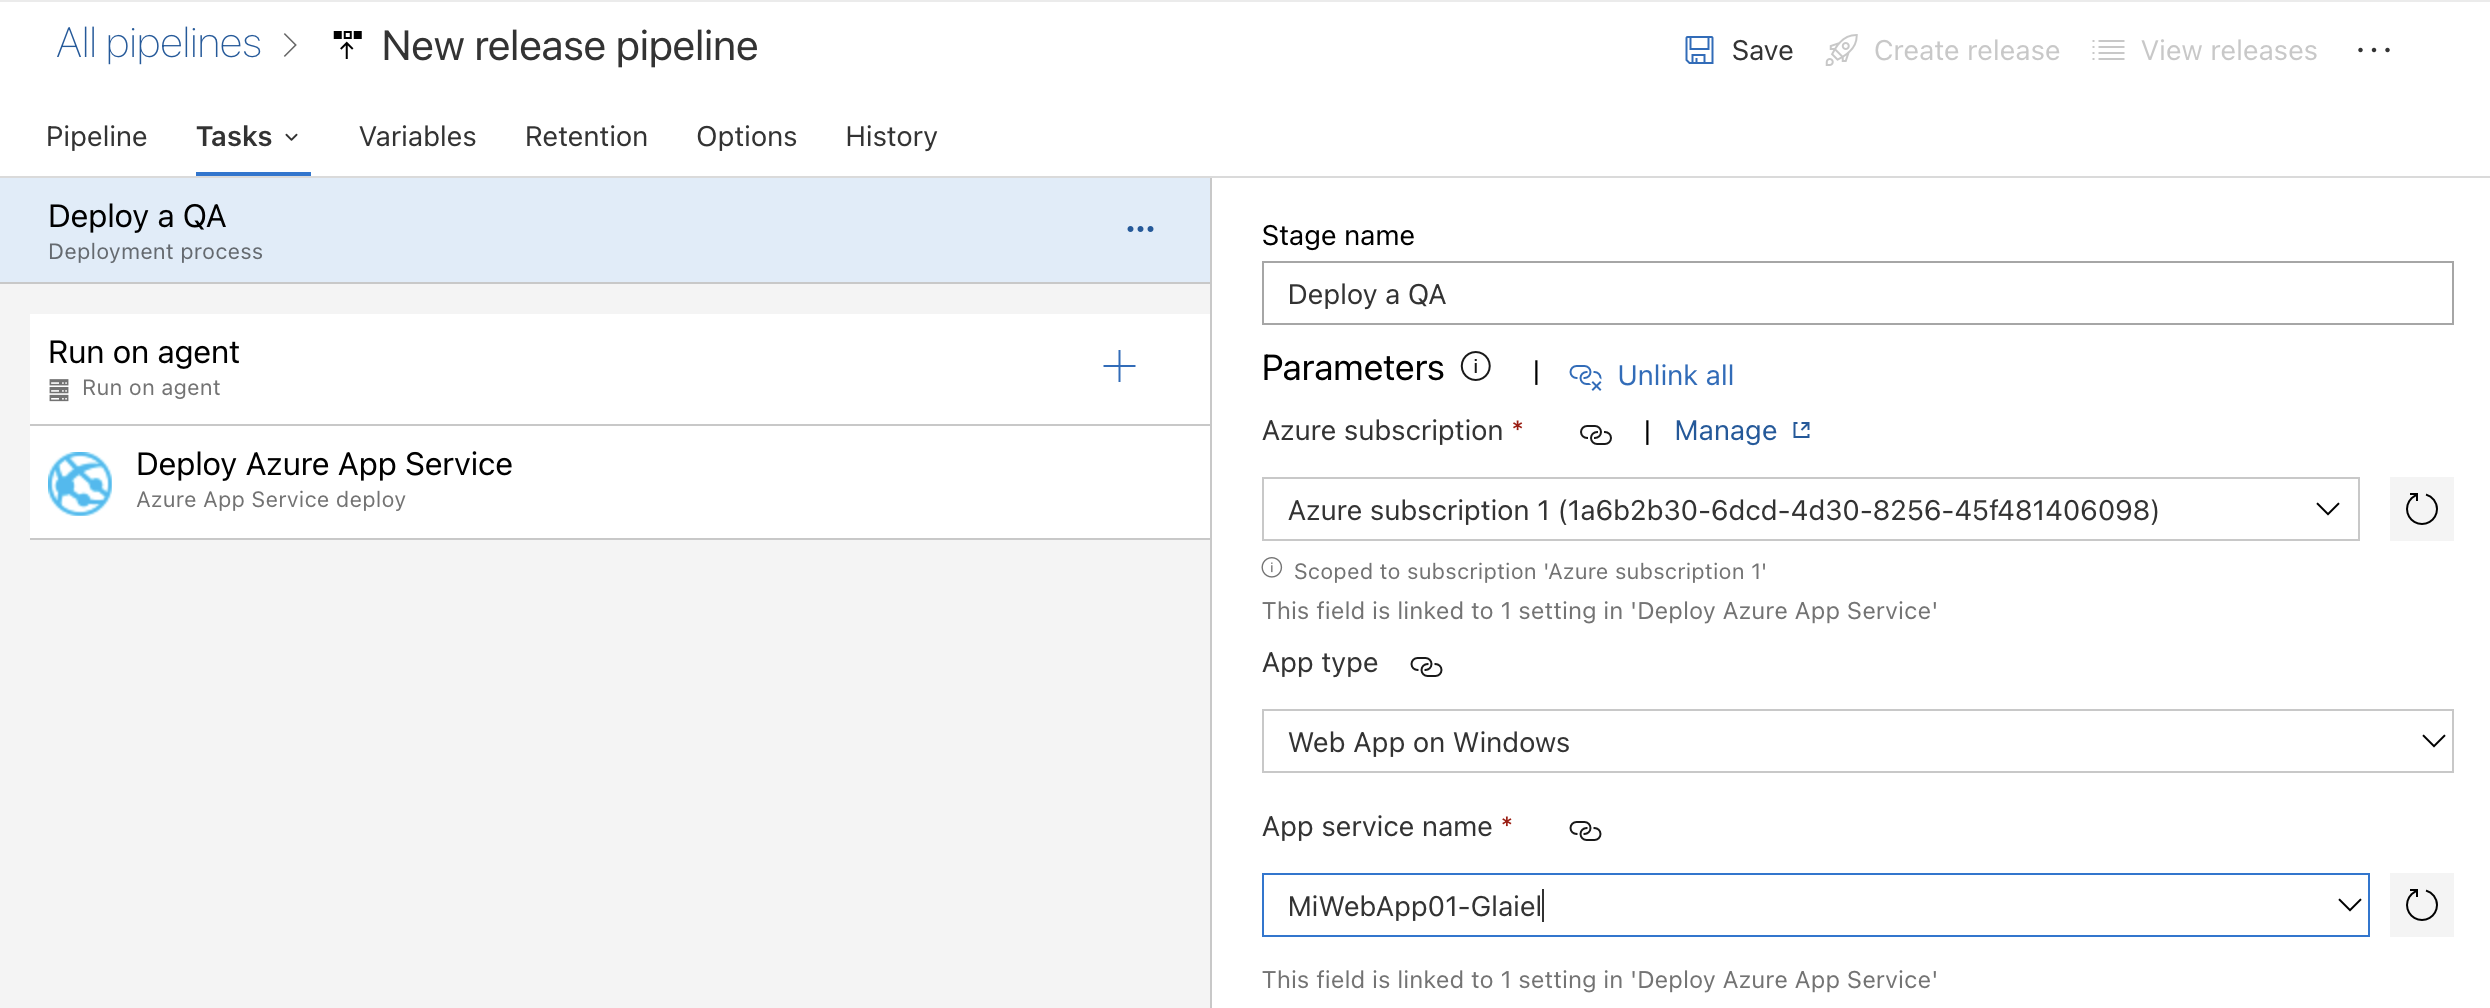 All pipelines > New release pipeline
Save Create release View releases ...
Pipeline Tasks Variables Retention Options History
Deploy a QA
Deployment process
Run on agent
Run on agent
Deploy Azure App Service
Azure App Service deploy
Stage name
Deploy a QA
Parameters | Unlink all
Azure subscription * | Manage
Azure subscription 1 (1a6b2b30-6dcd-4d30-8256-45f481406098)
Scoped to subscription 'Azure subscription 1'
This field is linked to 1 setting in 'Deploy Azure App Service'
App type
Web App on Windows
App service name *
MiWebApp01-Glaiel
This field is linked to 1 setting in 'Deploy Azure App Service'